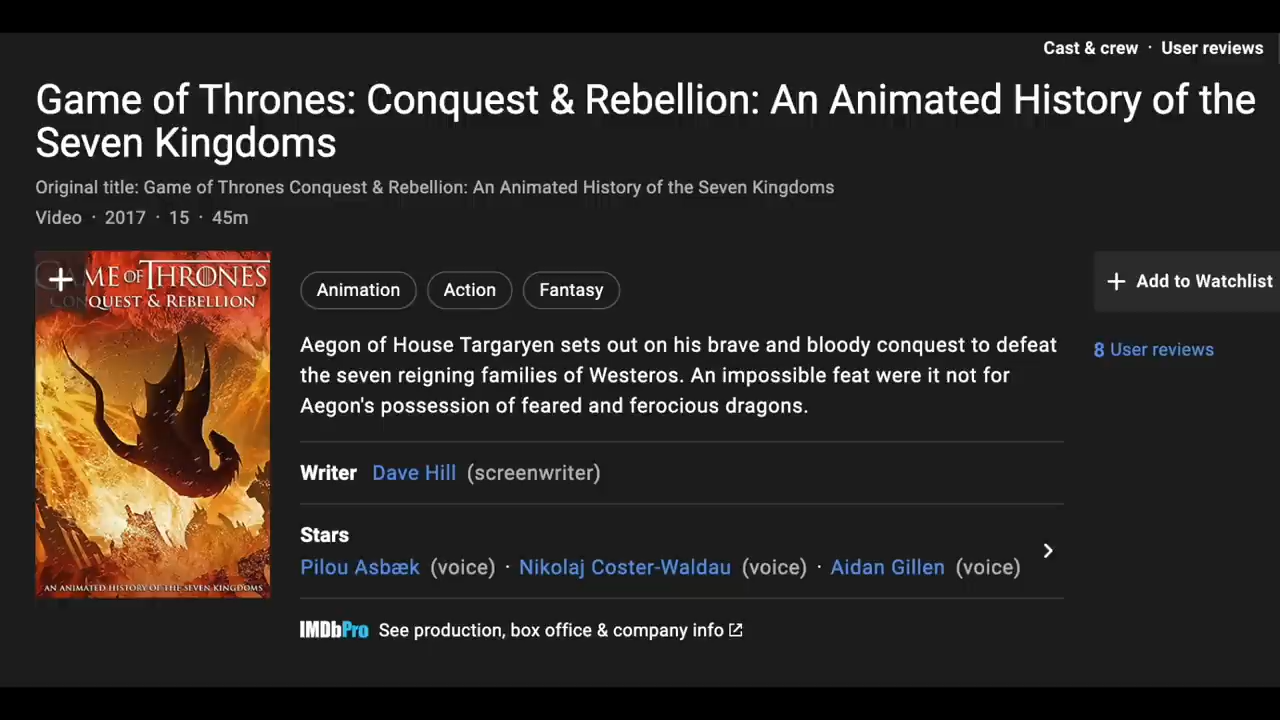 Cast & crew · User reviews
Game of Thrones: Conquest & Rebellion: An Animated History of the
Seven Kingdoms
Original title: Game of Thrones Conquest & Rebellion: An Animated History of the Seven Kingdoms
Video · 2017 · 15 · 45m
GAME OF THRONES
CONQUEST & REBELLION
AN ANIMATED HISTORY OF THE SEVEN KINGDOMS
Animation
Action
Fantasy
Aegon of House Targaryen sets out on his brave and bloody conquest to defeat
the seven reigning families of Westeros. An impossible feat were it not for
Aegon's possession of feared and ferocious dragons.
Writer Dave Hill (screenwriter)
Stars
Pilou Asbæk (voice) · Nikolaj Coster-Waldau (voice) · Aidan Gillen (voice)
IMDbPro See production, box office & company info
+ Add to Watchlist
8 User reviews